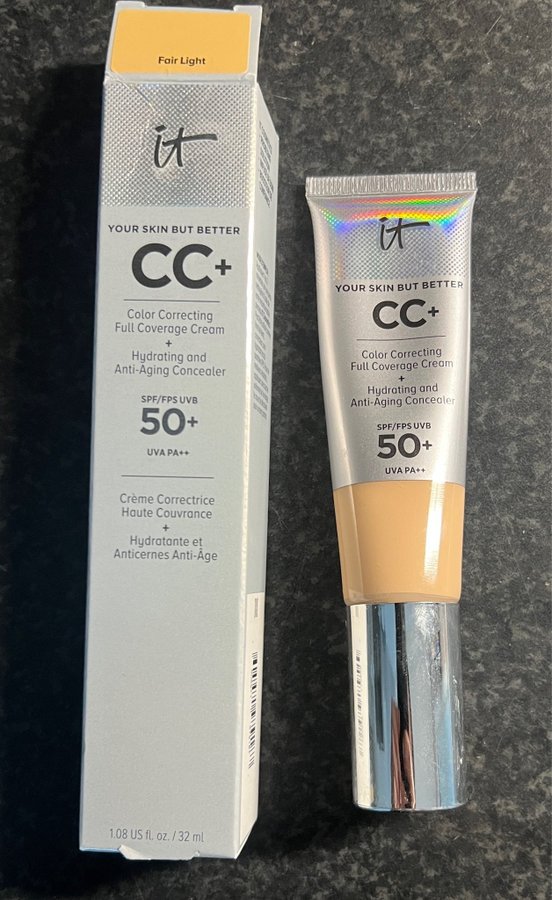 Fair Light
it
YOUR SKIN BUT BETTER
CC+
Color Correcting
Full Coverage Cream
+
Hydrating and
Anti-Aging Concealer
SPF/FPS UVB
50+
UVA PA++
Crème Correctrice
Haute Couvrance
+
Hydratante et
Anticernes Anti-Âge
1.08 US fl. oz. / 32 ml
it
YOUR SKIN BUT BETTER
CC+
Color Correcting
Full Coverage Cream
+
Hydrating and
Anti-Aging Concealer
SPF/FPS UVB
50+
UVA PA++